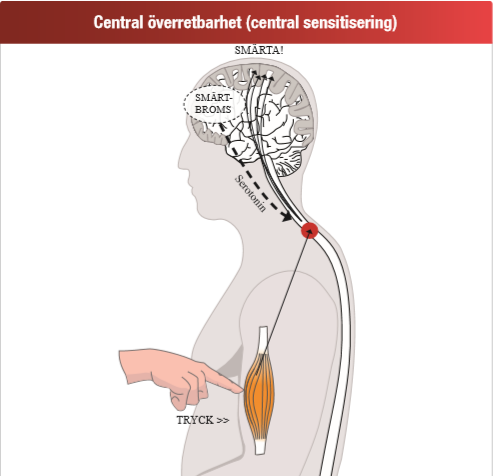 Central överretbarhet (central sensitisering)
SMÄRTA!
SMÄRT-
BROMS
Serotonin
TRYCK >>